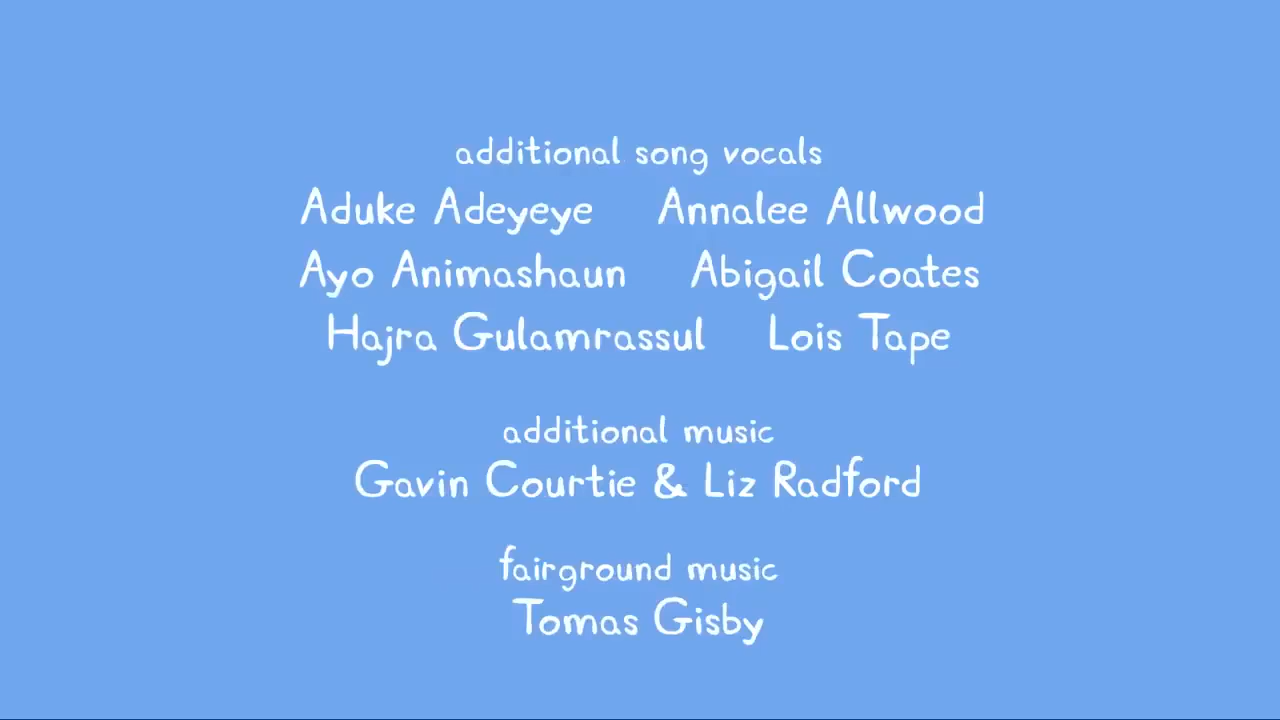 additional song vocals
Aduke Adeyeye Annalee Allwood
Ayo Animashaun Abigail Coates
Hajra Gulamrassul Lois Tape
additional music
Gavin Courtie & Liz Radford
fairground music
Tomas Gisby